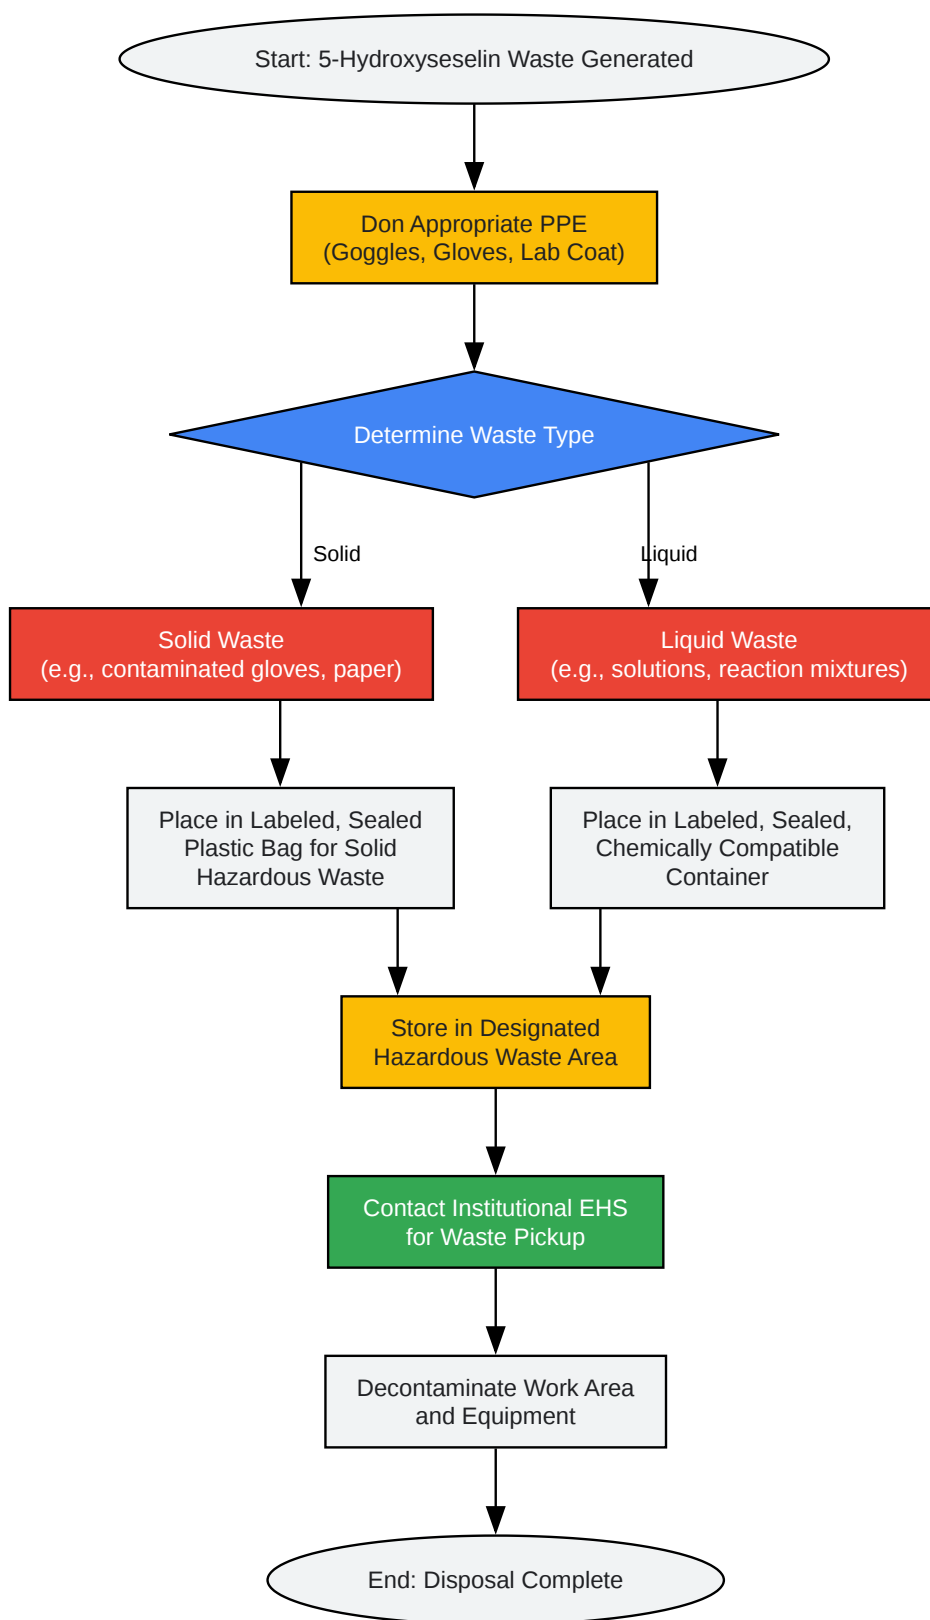 Start: 5-Hydroxyseselin Waste Generated
Don Appropriate PPE
(Goggles, Gloves, Lab Coat)
Determine Waste Type
Solid
Liquid
Solid Waste
(e.g., contaminated gloves, paper)
Liquid Waste
(e.g., solutions, reaction mixtures)
Place in Labeled, Sealed
Plastic Bag for Solid
Hazardous Waste
Place in Labeled, Sealed,
Chemically Compatible
Container
Store in Designated
Hazardous Waste Area
Contact Institutional EHS
for Waste Pickup
Decontaminate Work Area
and Equipment
End: Disposal Complete